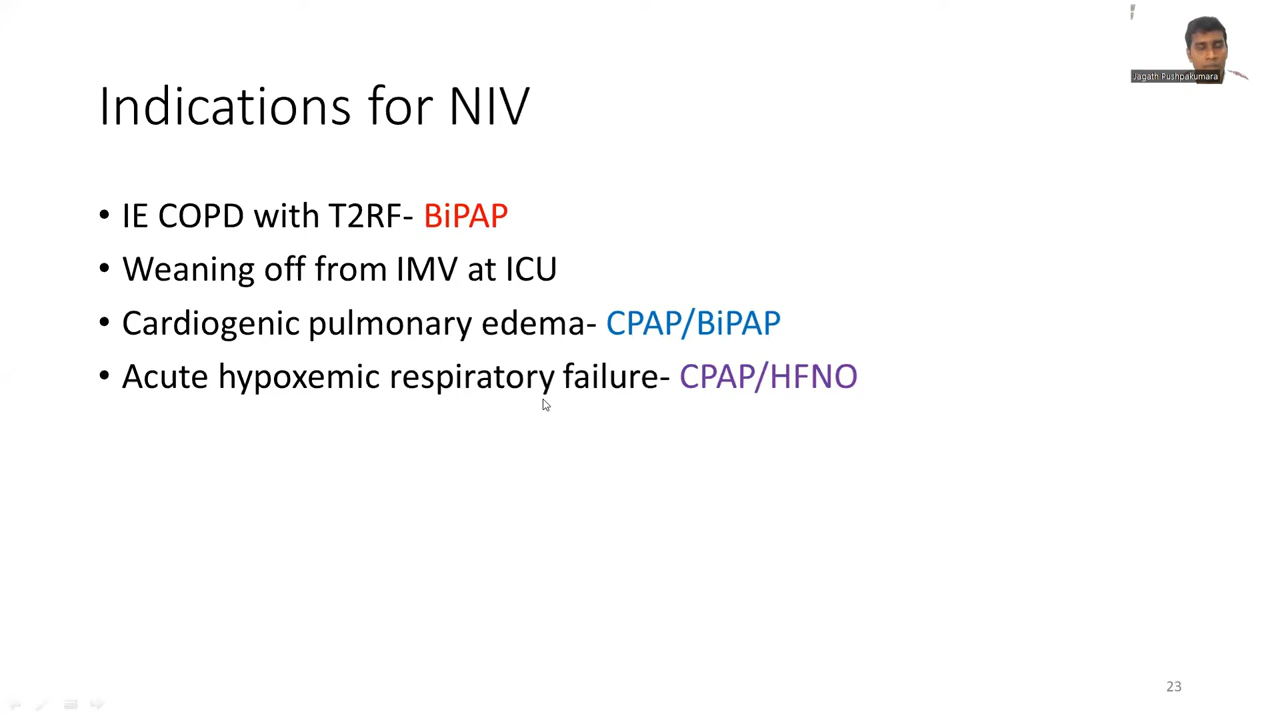 Jagath Pushpakumara
Indications for NIV
• IE COPD with T2RF- BiPAP
• Weaning off from IMV at ICU
• Cardiogenic pulmonary edema- CPAP/BiPAP
• Acute hypoxemic respiratory failure- CPAP/HFNO
23